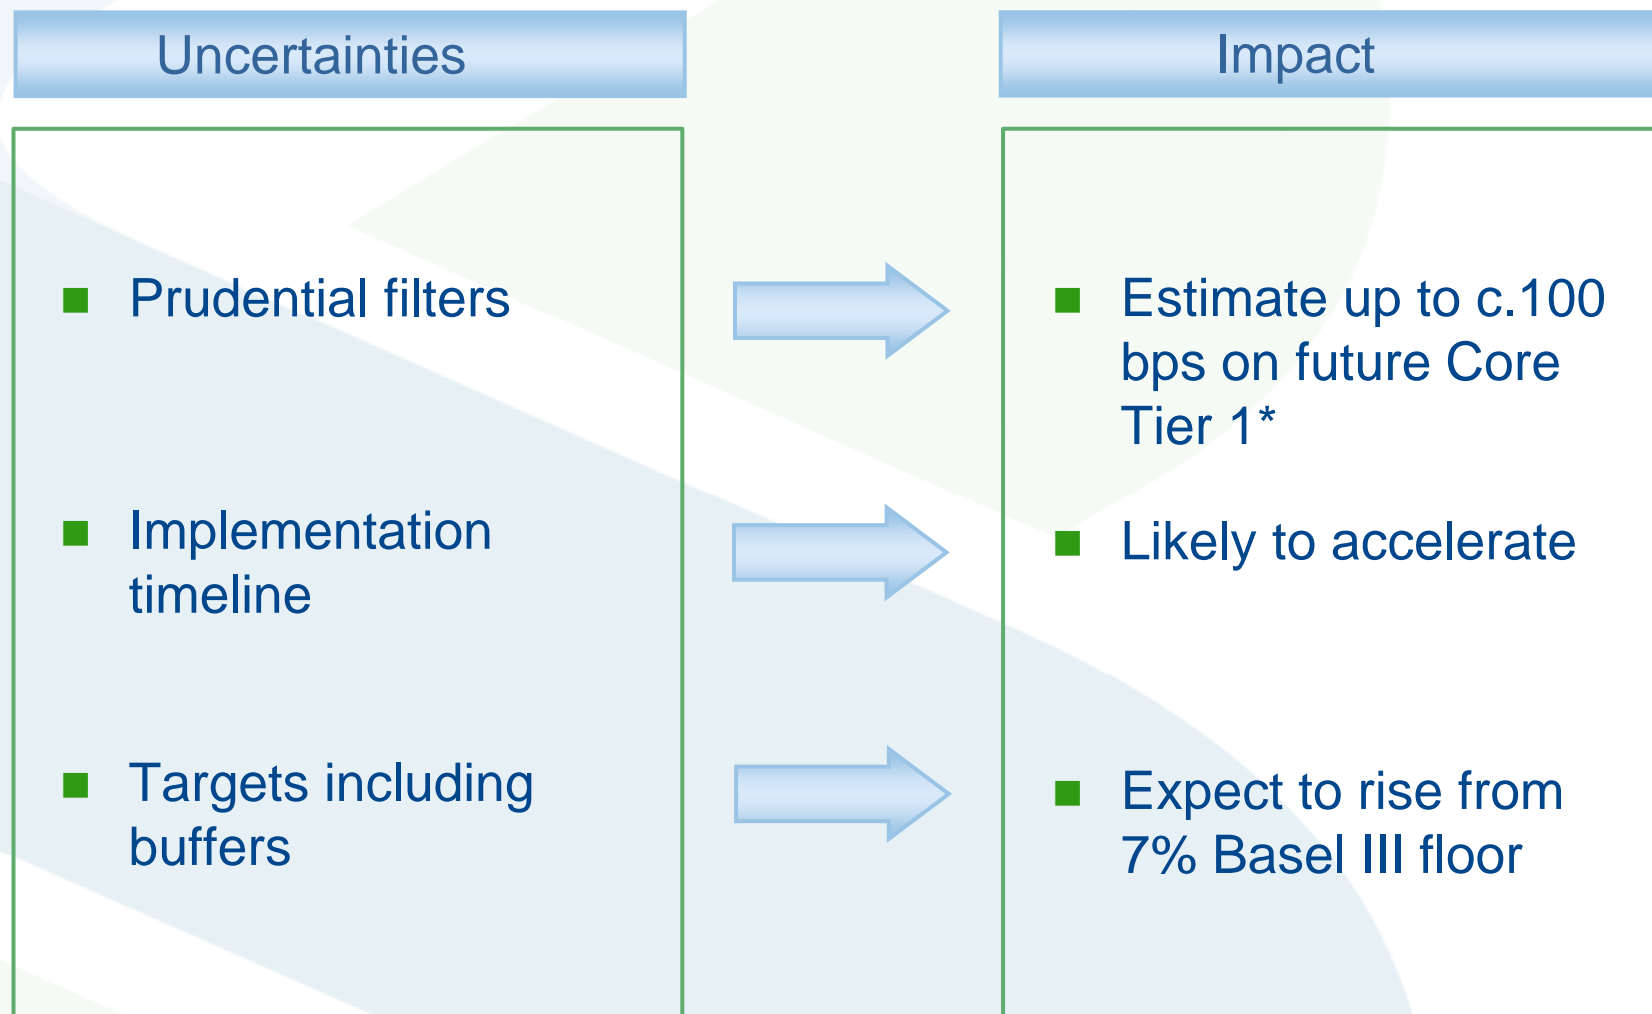 Uncertainties
Impact
Prudential filters
Estimate up to c.100
bps on future Core
Tier 1*
Implementation
timeline
Likely to accelerate
Targets including
buffers
Expect to rise from
7% Basel III floor